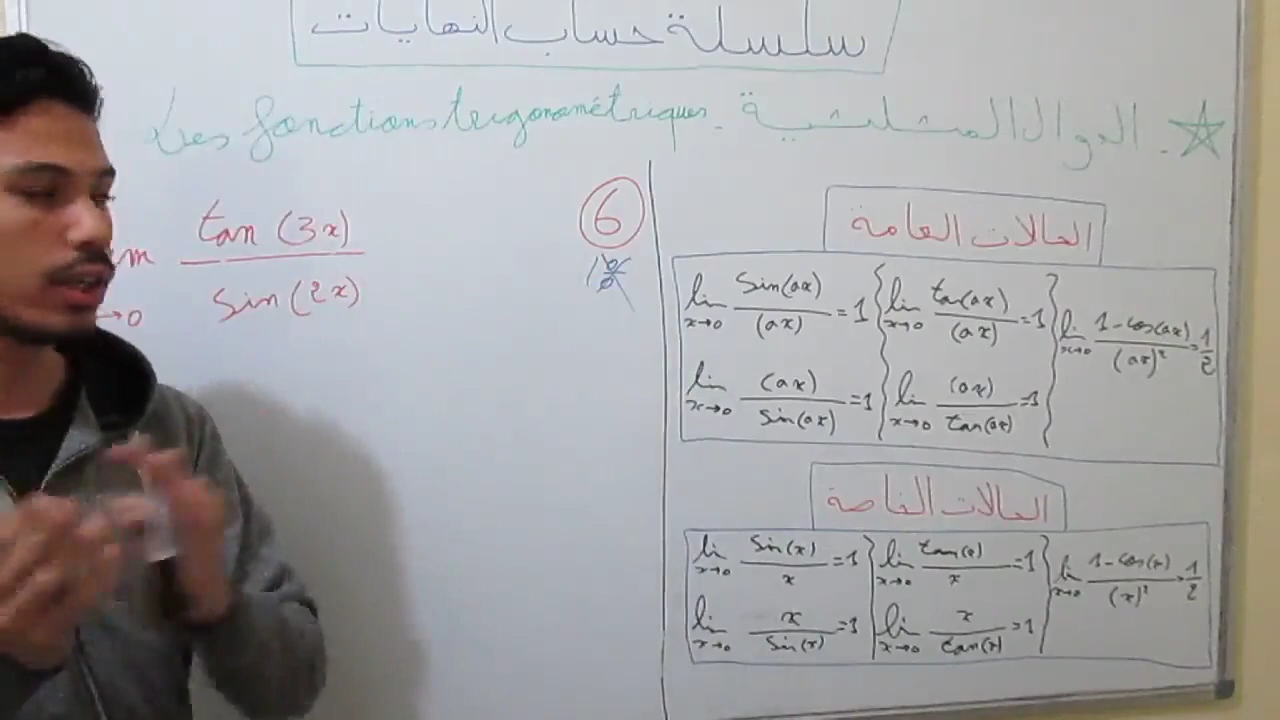 سلسلة حساب النهايات
Les fonctions trigonométriques. الدوال المثلثية.
tan (3x)
sin (2x)
x→0
6
الحالات العامة
lim x→0 sin(ax)/(ax) = 1
lim x→0 tan(ax)/(ax) = 1
lim x→0 1-cos(ax)/(ax)² = 1/2
lim x→0 (ax)/sin(ax) = 1
lim x→0 (ax)/tan(ax) = 1
الحالات الخاصة
lim x→0 sin(x)/x = 1
lim x→0 tan(x)/x = 1
lim x→0 1-cos(x)/(x)² = 1/2
lim x→0 x/sin(x) = 1
lim x→0 x/tan(x) = 1